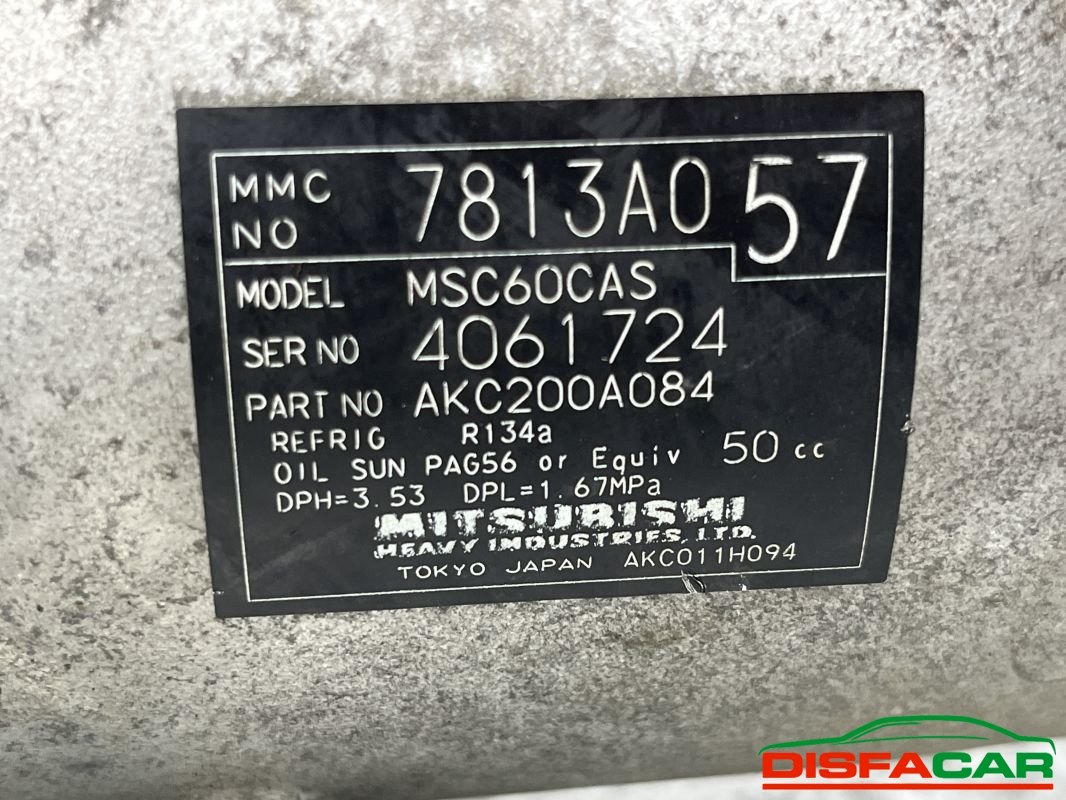 MMC NO 7813A057
MODEL MSC60CAS
SER NO 4061724
PART NO AKC200A084
REFRIG R134a
OIL SUN PAG56 or Equiv 50 cc
DPH=3.53 DPL=1.67MPa
MITSUBISHI
HEAVY INDUSTRIES, LTD.
TOKYO JAPAN AKC011H094
DISFACAR